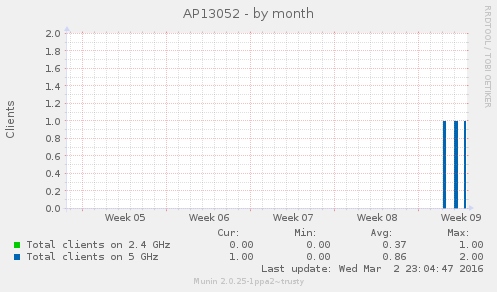 AP13052 - by month
RRDTOOL / TOBI OETIKER
Clients
2.0
1.8
1.6
1.4
1.2
1.0
0.8
0.6
0.4
0.2
0.0
Week 05 Week 06 Week 07 Week 08 Week 09
Cur: Min: Avg: Max:
Total clients on 2.4 GHz 0.00 0.00 0.37 1.00
Total clients on 5 GHz 1.00 0.00 0.86 2.00
Last update: Wed Mar 2 23:04:47 2016
Munin 2.0.25-1ppa2~trusty